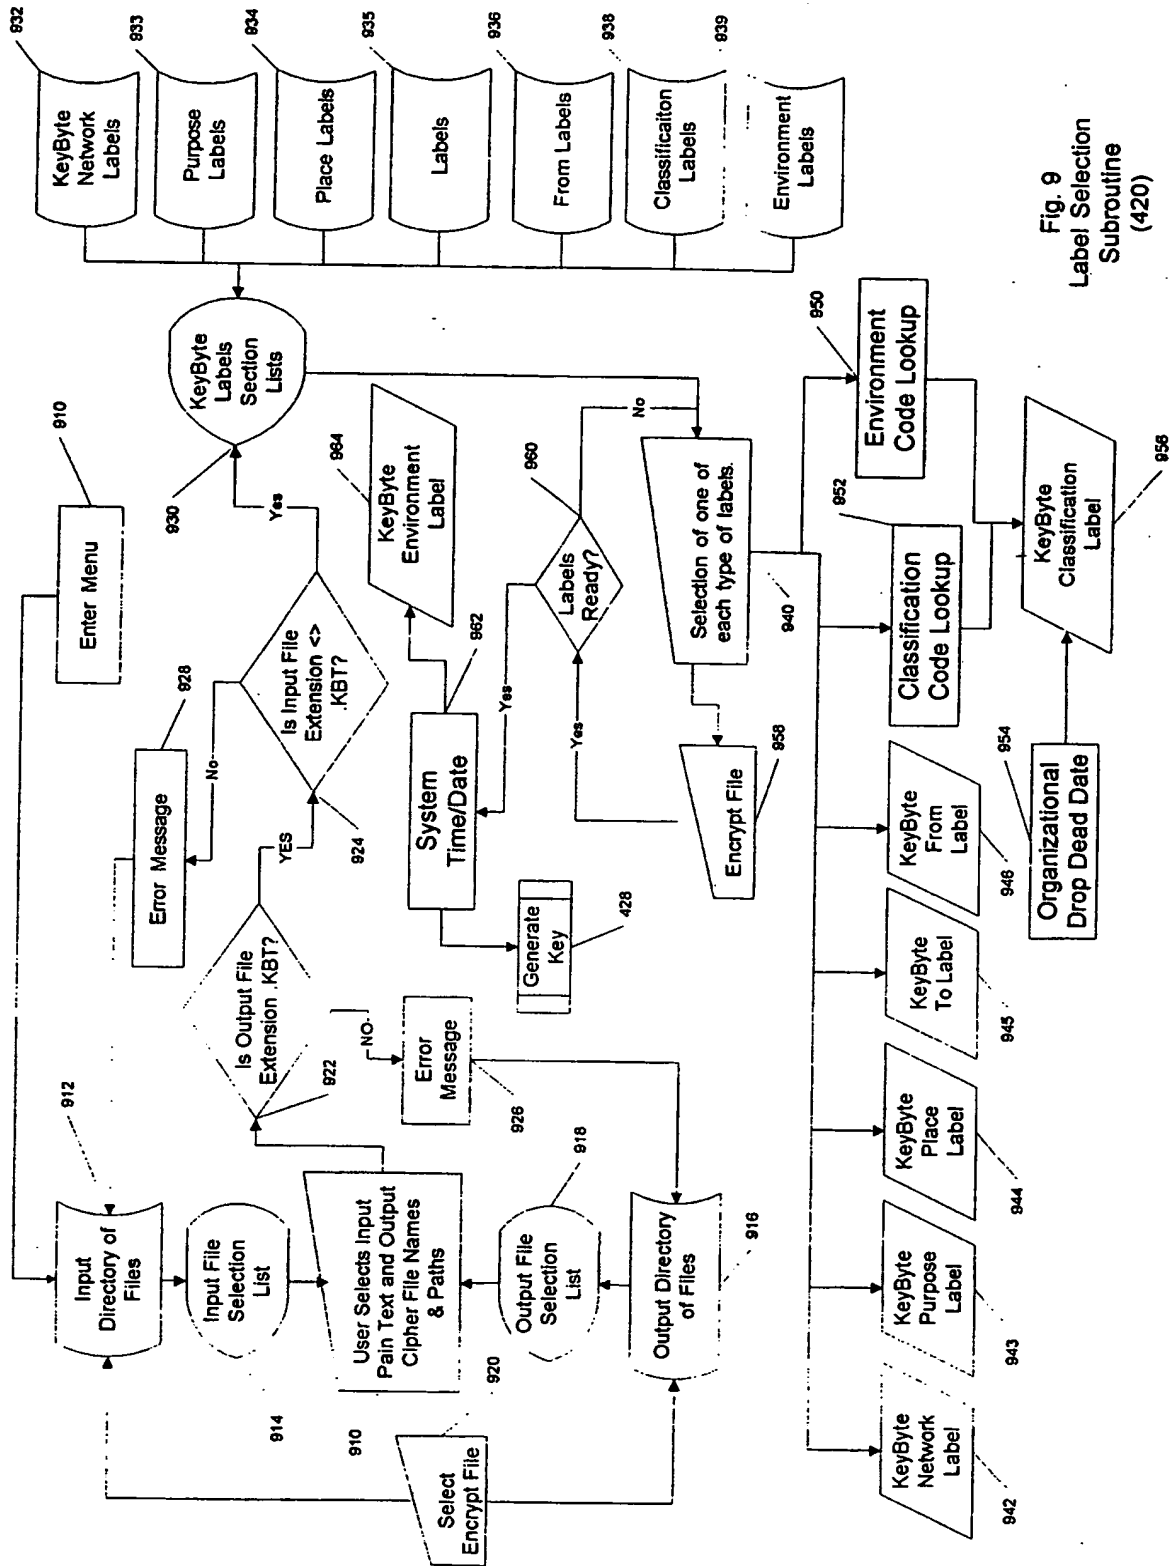 932
933
934
935
936
938
939
KeyByte
Network
Labels
Purpose
Labels
Place Labels
Labels
From Labels
Classificaiton
Labels
Environment
Labels
910
Enter Menu
KeyByte
Labels
Section
Lists
930
Yes
928
Error Message
No
Is Input File
Extension <>
.KBT?
924
YES
Is Output File
Extension .KBT?
922
NO
Error
Message
926
912
Input
Directory of
Files
Input File
Selection
List
914
User Selects Input
Pain Text and Output
Cipher File Names
& Paths
910
Output File
Selection
List
918
920
Output Directory
of Files
916
Select
Encrypt File
964
KeyByte
Environment
Label
962
System
Time/Date
Generate
Key
428
Yes
Labels
Ready?
960
No
Yes
Selection of one of
each type of labels.
940
Encrypt File
958
950
Environment
Code Lookup
952
Classification
Code Lookup
KeyByte
Classification
Label
956
954
Organizational
Drop Dead Date
KeyByte
From Label
946
KeyByte
To Label
945
KeyByte
Place
Label
944
KeyByte
Purpose
Label
943
KeyByte
Network
Label
942
Fig. 9
Label Selection
Subroutine
(420)